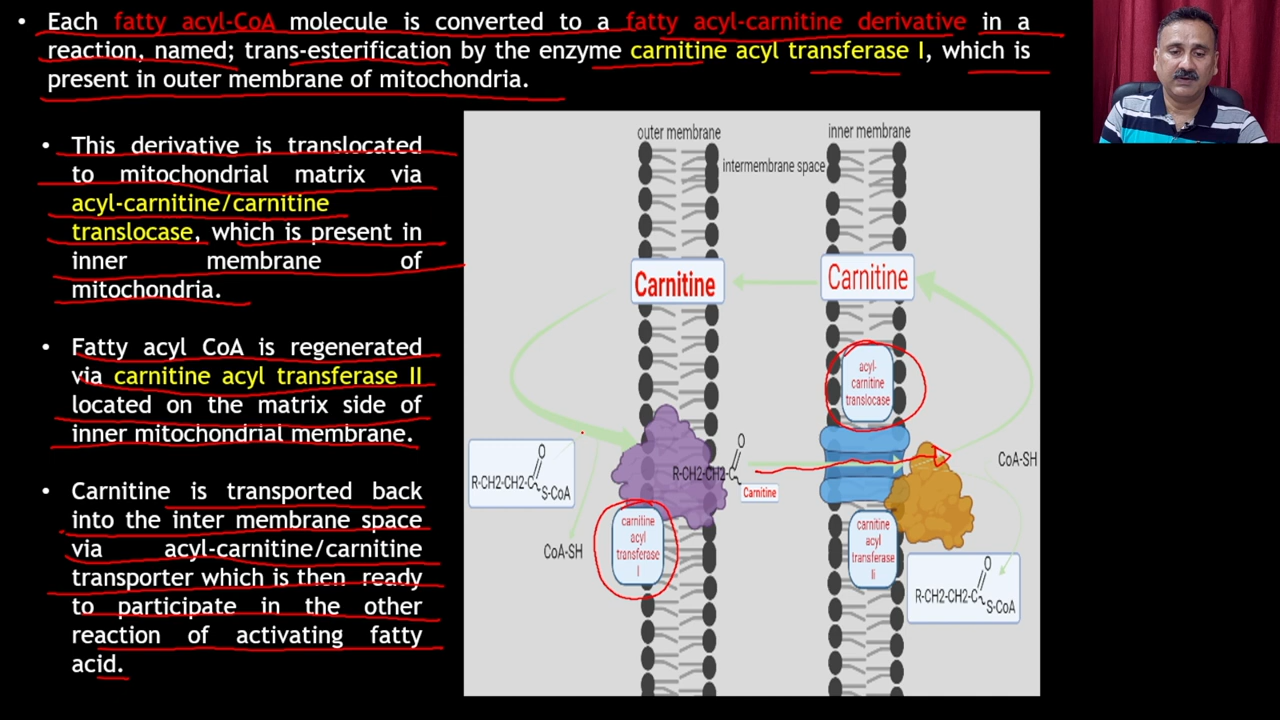 • Each fatty acyl-CoA molecule is converted to a fatty acyl-carnitine derivative in a
reaction, named; trans-esterification by the enzyme carnitine acyl transferase I, which is
present in outer membrane of mitochondria.
• This derivative is translocated
to mitochondrial matrix via
acyl-carnitine/carnitine
translocase, which is present in
inner membrane of
mitochondria.
• Fatty acyl CoA is regenerated
via carnitine acyl transferase II
located on the matrix side of
inner mitochondrial membrane.
• Carnitine is transported back
into the inter membrane space
via acyl-carnitine/carnitine
transporter which is then ready
to participate in the other
reaction of activating fatty
acid.
outer membrane
inner membrane
intermembrane space
Carnitine
Carnitine
acyl-
carnitine
translocase
O
R-CH2-CH2-C
S-CoA
O
R-CH2-CH2-C
Carnitine
CoA-SH
CoA-SH
carnitine
acyl
transferase
I
carnitine
acyl
transferase
Ii
O
R-CH2-CH2-C
S-CoA